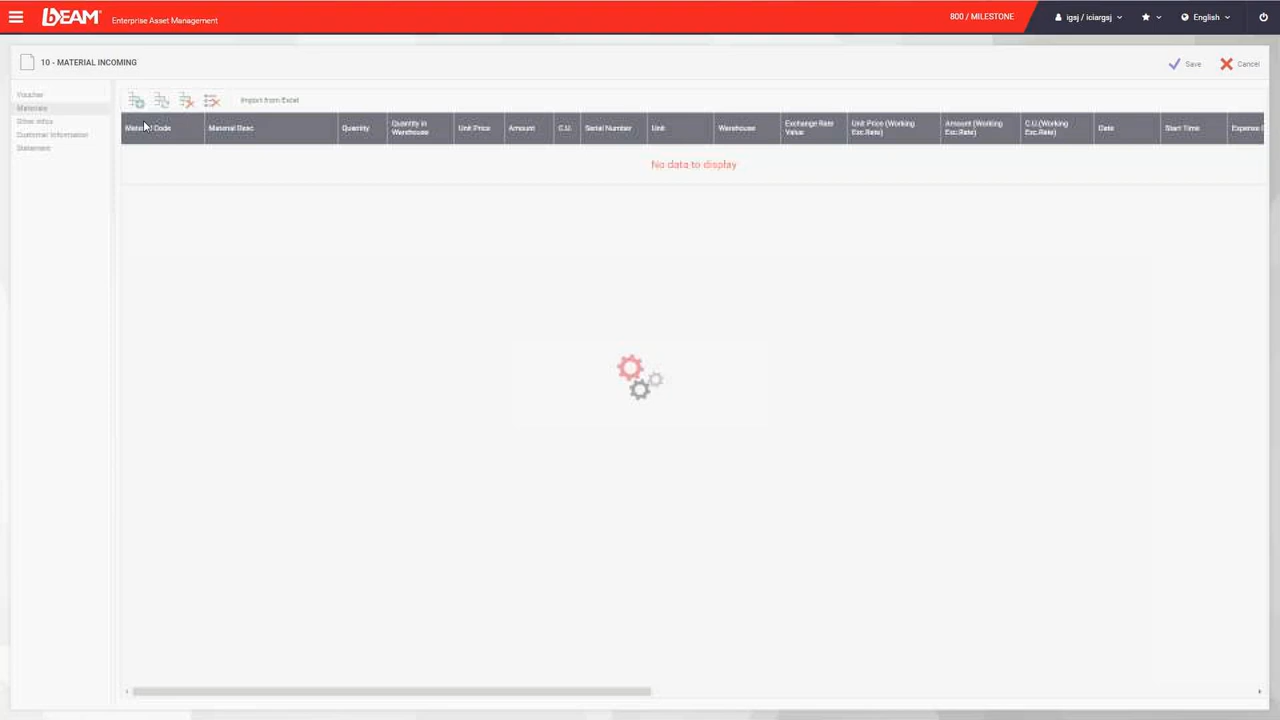 bEAM Enterprise Asset Management
800 / MILESTONE
igsj / iciargsj
English
10 - MATERIAL INCOMING
Save
Cancel
Voucher
Materials
Other Infos
Customer Information
Statement
Import from Excel
Material Code
Material Desc
Quantity
Quantity in
Warehouse
Unit Price
Amount
C.U.
Serial Number
Unit
Warehouse
Exchange Rate
Value
Unit Price (Working
Exc.Rate)
Amount (Working
Exc.Rate)
C.U.(Working
Exc.Rate)
Date
Start Time
Expense
No data to display